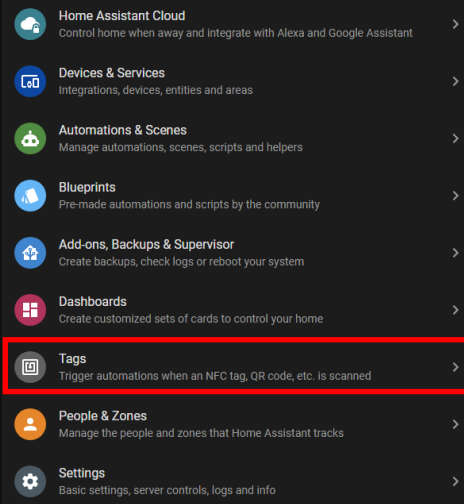 Home Assistant Cloud
Control home when away and integrate with Alexa and Google Assistant
Devices & Services
Integrations, devices, entities and areas
Automations & Scenes
Manage automations, scenes, scripts and helpers
Blueprints
Pre-made automations and scripts by the community
Add-ons, Backups & Supervisor
Create backups, check logs or reboot your system
Dashboards
Create customized sets of cards to control your home
Tags
Trigger automations when an NFC tag, QR code, etc. is scanned
People & Zones
Manage the people and zones that Home Assistant tracks
Settings
Basic settings, server controls, logs and info